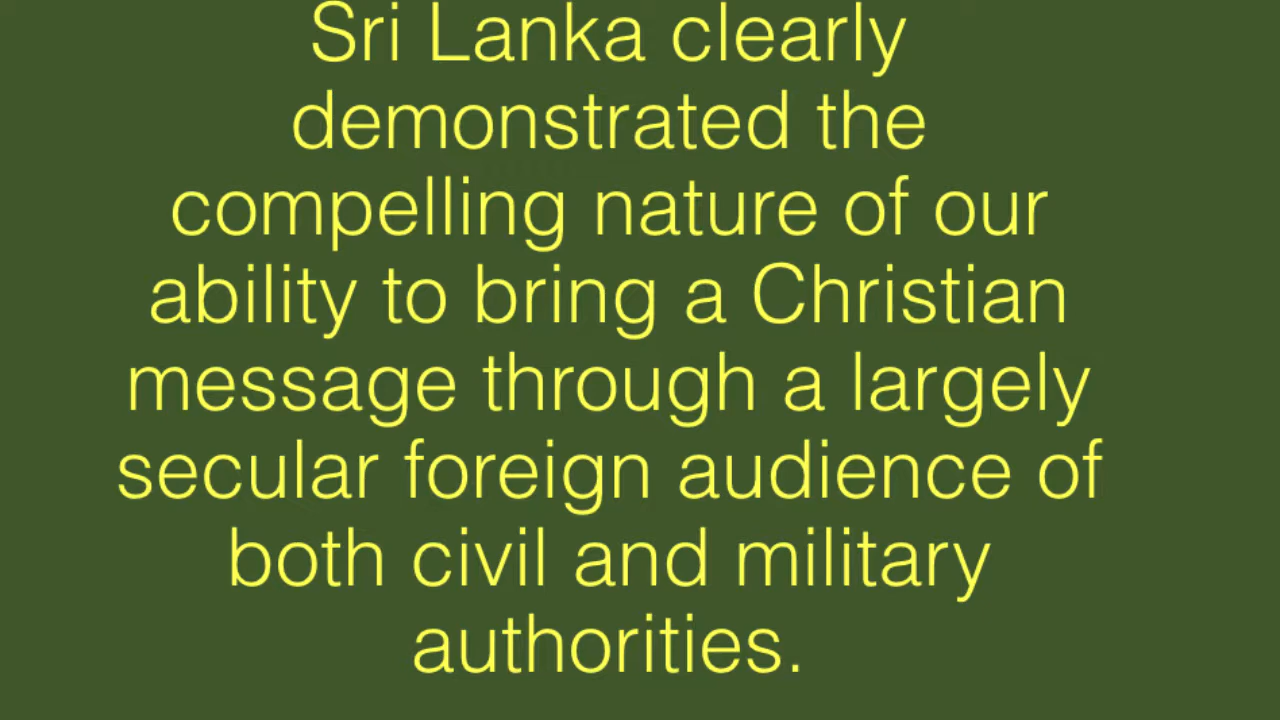 Sri Lanka clearly
demonstrated the
compelling nature of our
ability to bring a Christian
message through a largely
secular foreign audience of
both civil and military
authorities.